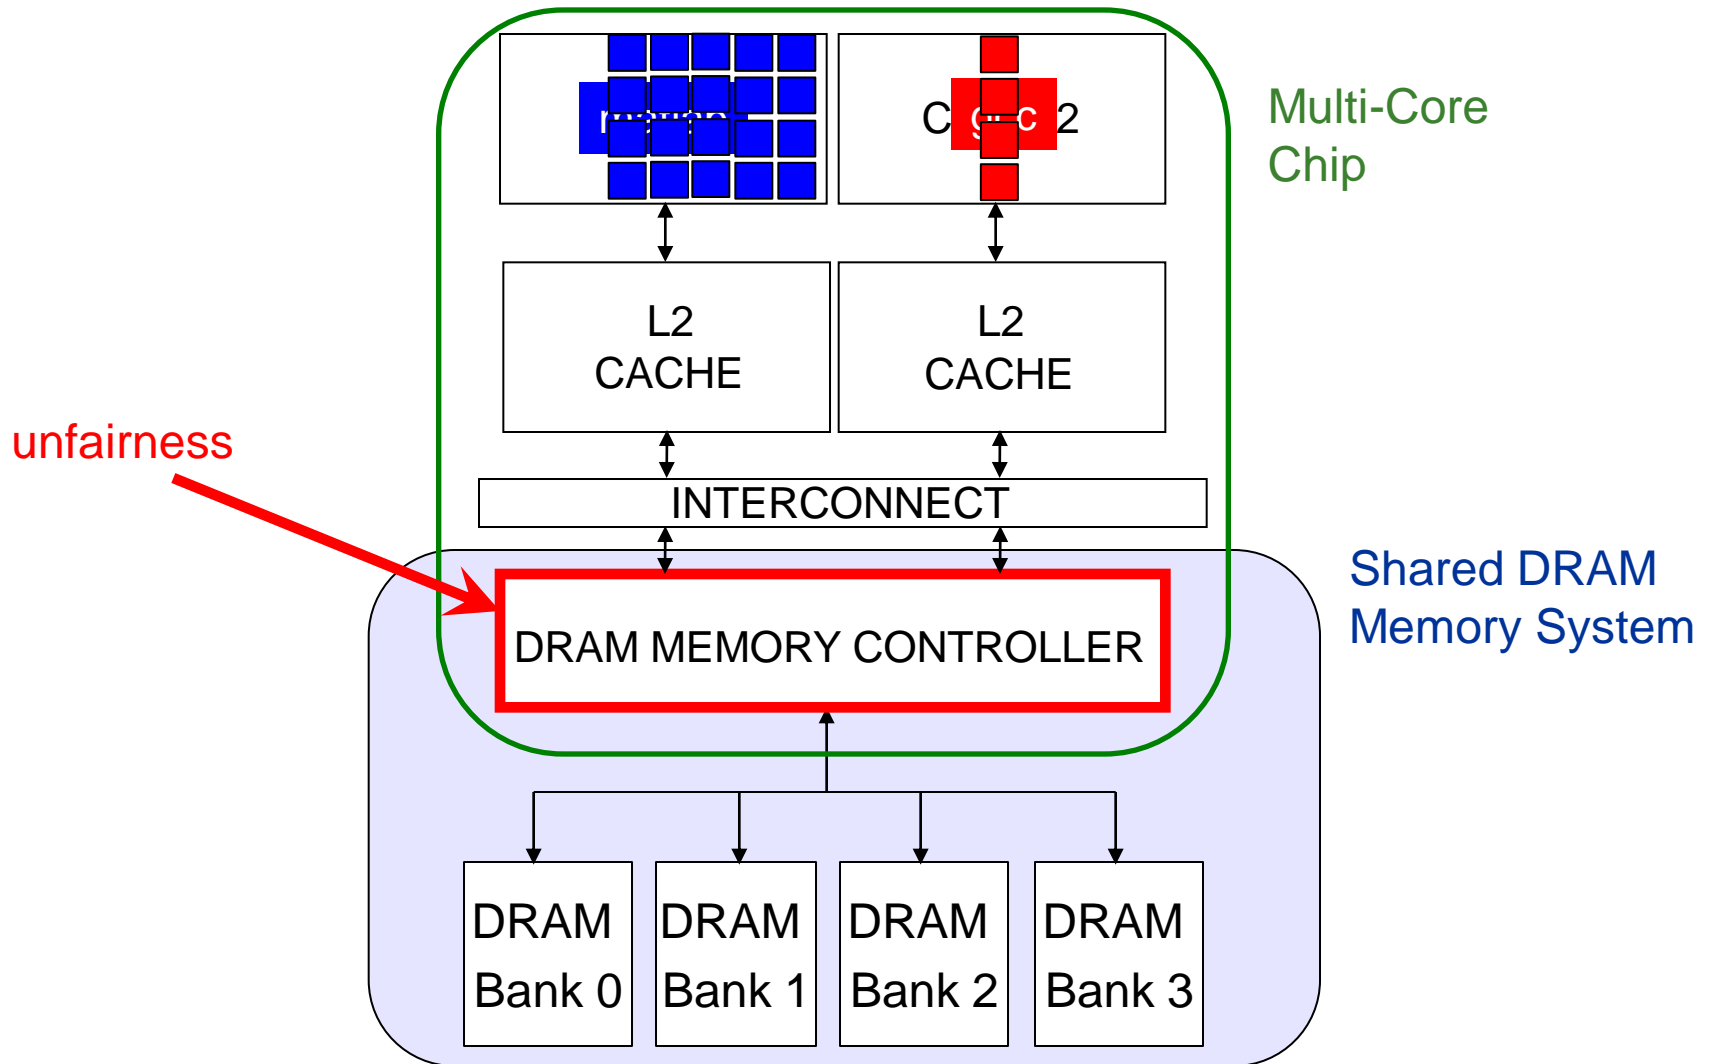 C 2
Multi-Core
Chip
L2
CACHE
L2
CACHE
unfairness
INTERCONNECT
Shared DRAM
Memory System
DRAM MEMORY CONTROLLER
DRAM
Bank 0
DRAM
Bank 1
DRAM
Bank 2
DRAM
Bank 3